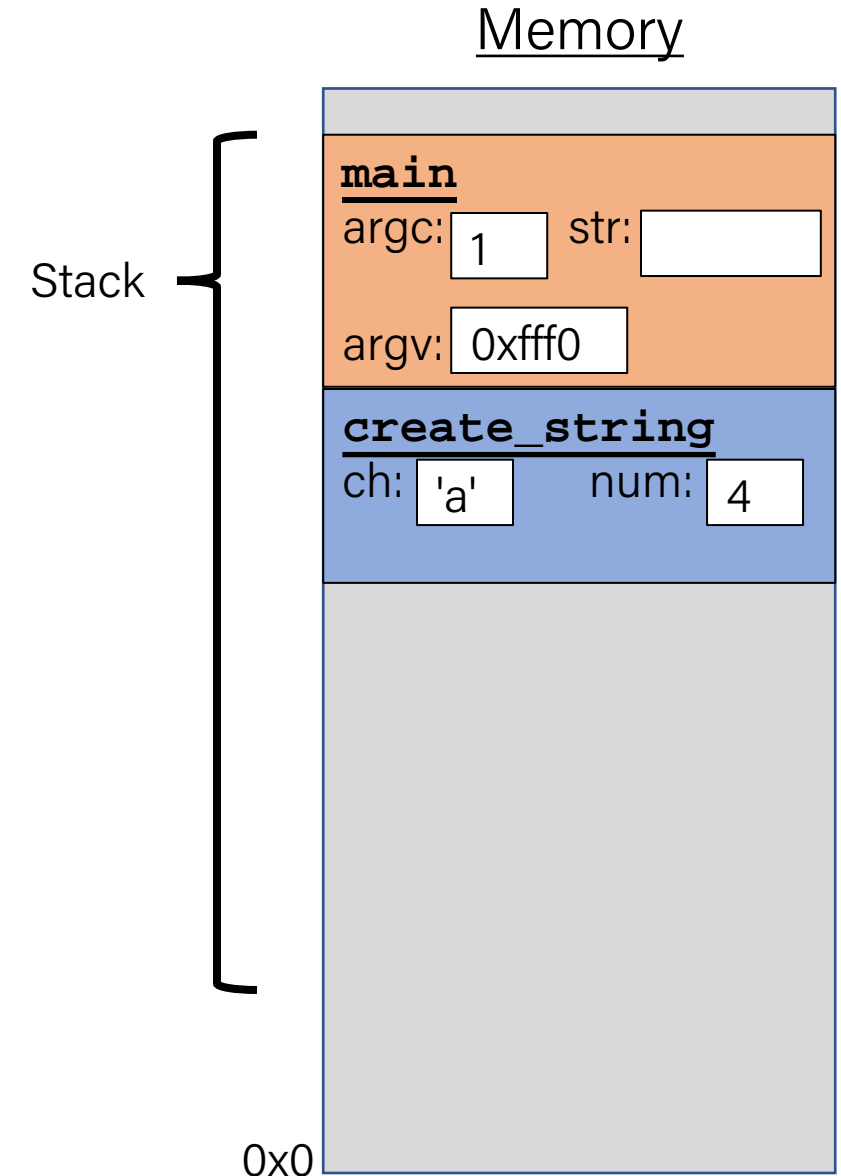 Memory
main
argc: 1 str:
Stack
argv: 0xfff0
create_string
ch: 'a' num: 4
0x0